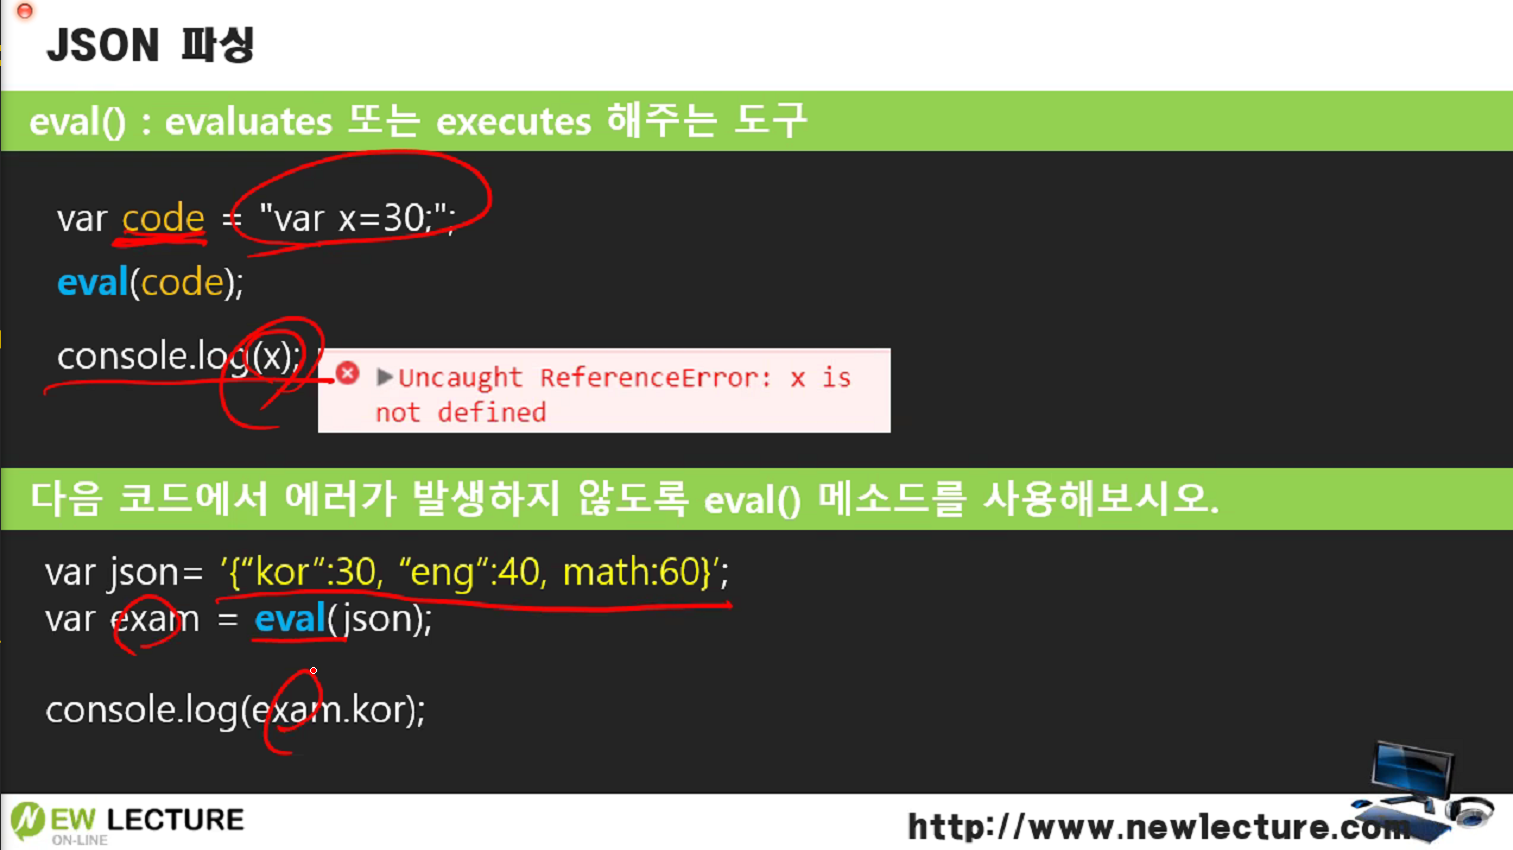 JSON 파싱
eval() : evaluates 또는 executes 해주는 도구
var code = "var x=30;";
eval(code);
console.log(x);
Uncaught ReferenceError: x is
not defined
다음 코드에서 에러가 발생하지 않도록 eval() 메소드를 사용해보시오.
var json= ‘{“kor“:30, “eng“:40, math:60}’;
var exam = eval(json);
console.log(exam.kor);
NEW LECTURE
ON-LINE
http://www.newlecture.com